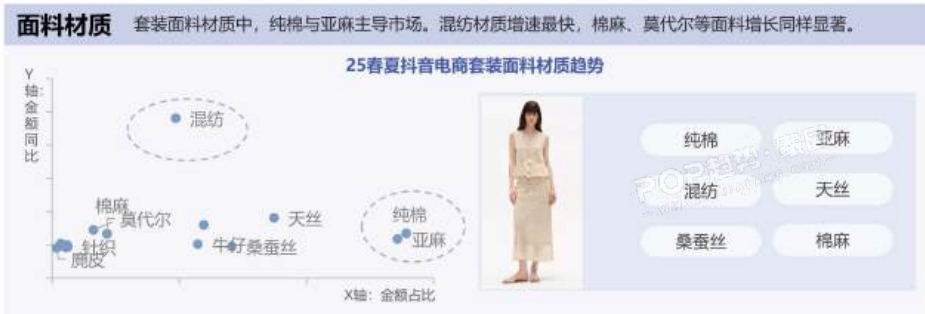 面料材质
套装面料材质中，纯棉与亚麻主导市场。混纺材质增速最快，棉麻、莫代尔等面料增长同样显著。
25春夏抖音电商套装面料材质趋势
Y轴：金额同比
混纺
棉麻
莫代尔
针织
麂皮
牛仔
桑蚕丝
天丝
纯棉
亚麻
X轴：金额占比
纯棉
亚麻
混纺
天丝
桑蚕丝
棉麻